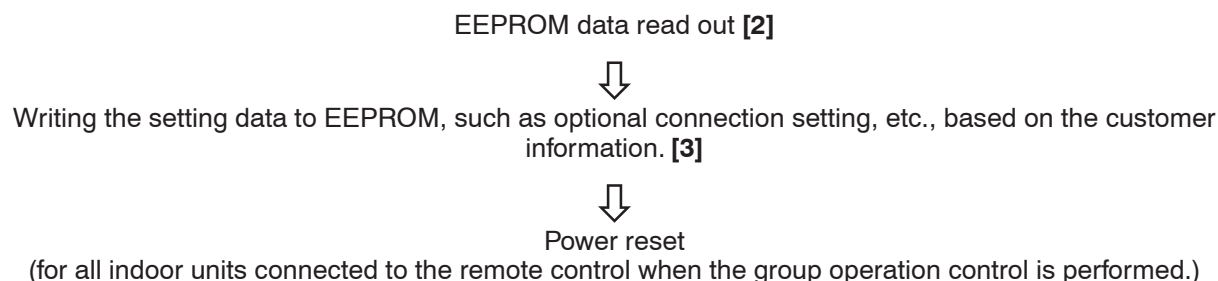 EEPROM data read out [2]
Writing the setting data to EEPROM, such as optional connection setting, etc., based on the customer
information. [3]
Power reset
(for all indoor units connected to the remote control when the group operation control is performed.)